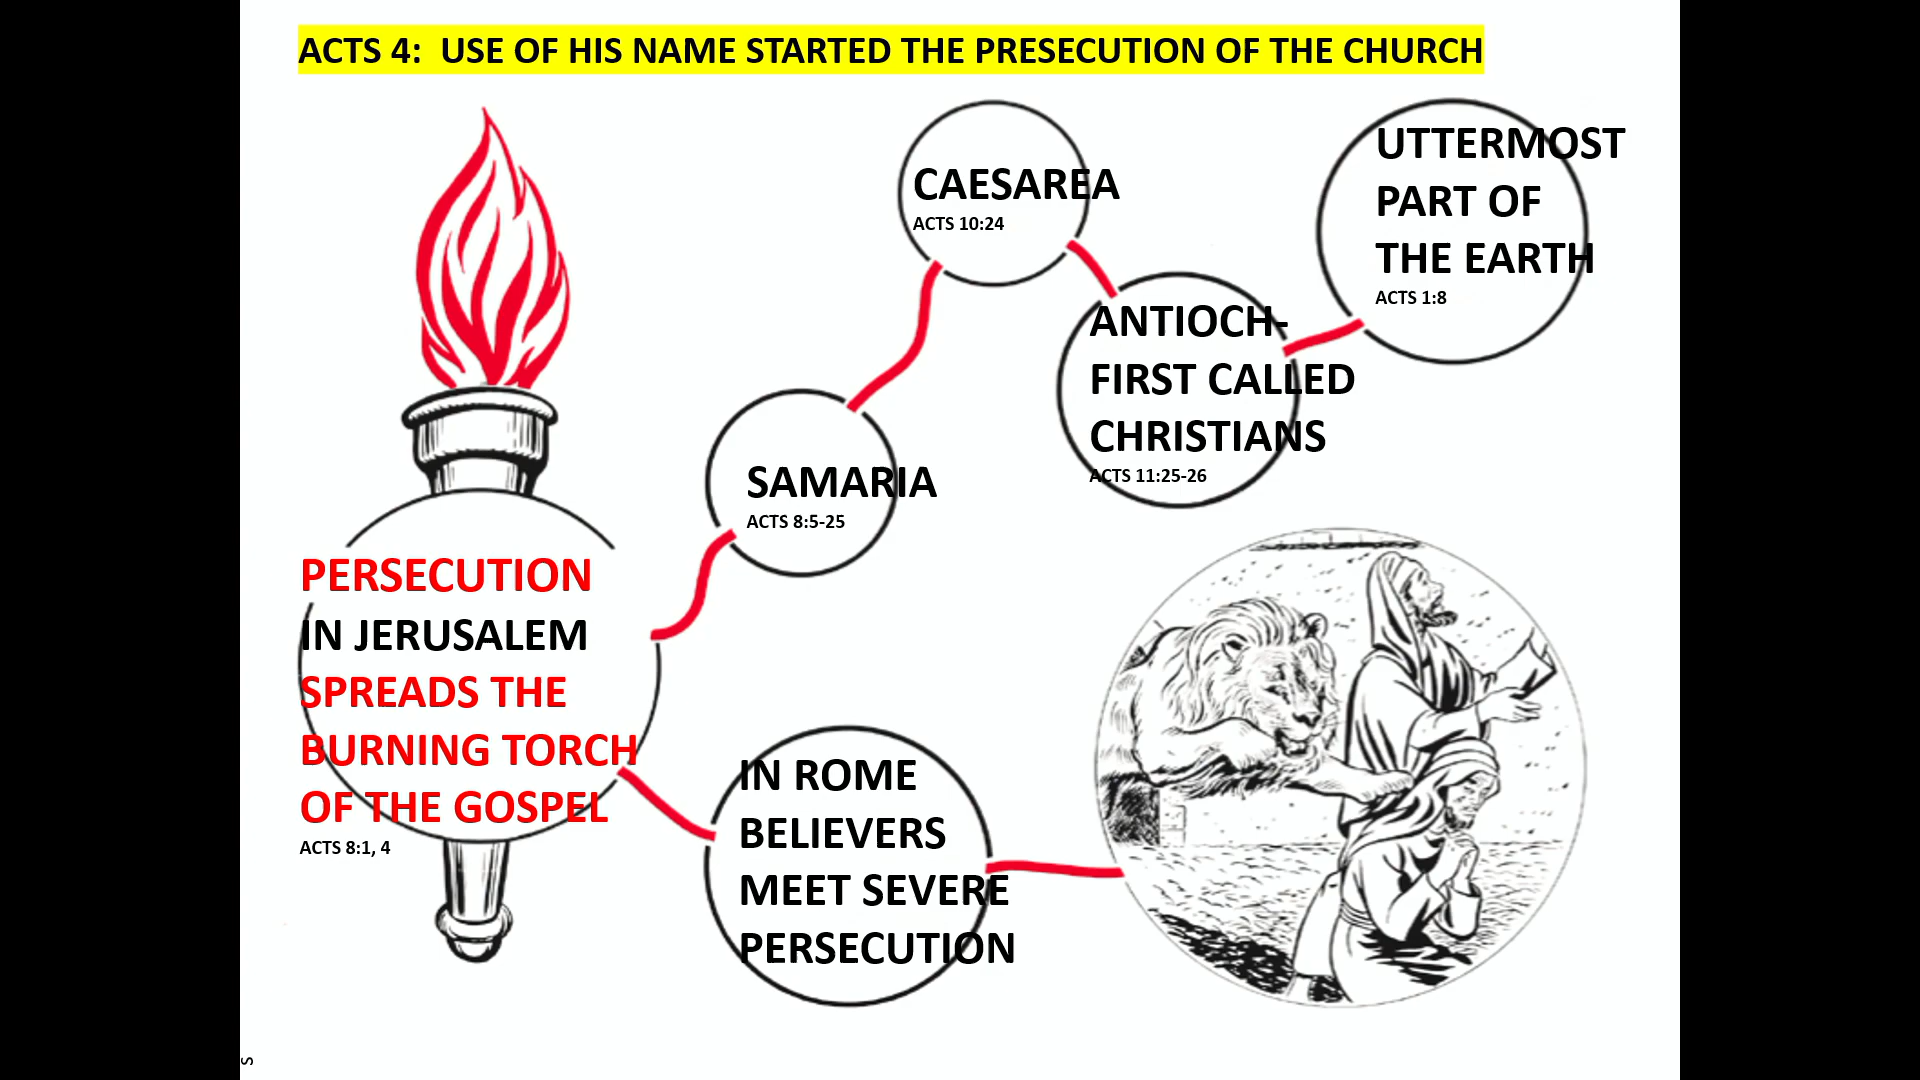 ACTS 4:  USE OF HIS NAME STARTED THE PRESECUTION OF THE CHURCH
PERSECUTION
IN JERUSALEM
SPREADS THE
BURNING TORCH
OF THE GOSPEL
ACTS 8:1, 4
SAMARIA
ACTS 8:5-25
CAESAREA
ACTS 10:24
ANTIOCH-
FIRST CALLED
CHRISTIANS
ACTS 11:25-26
UTTERMOST
PART OF
THE EARTH
ACTS 1:8
IN ROME
BELIEVERS
MEET SEVERE
PERSECUTION
S